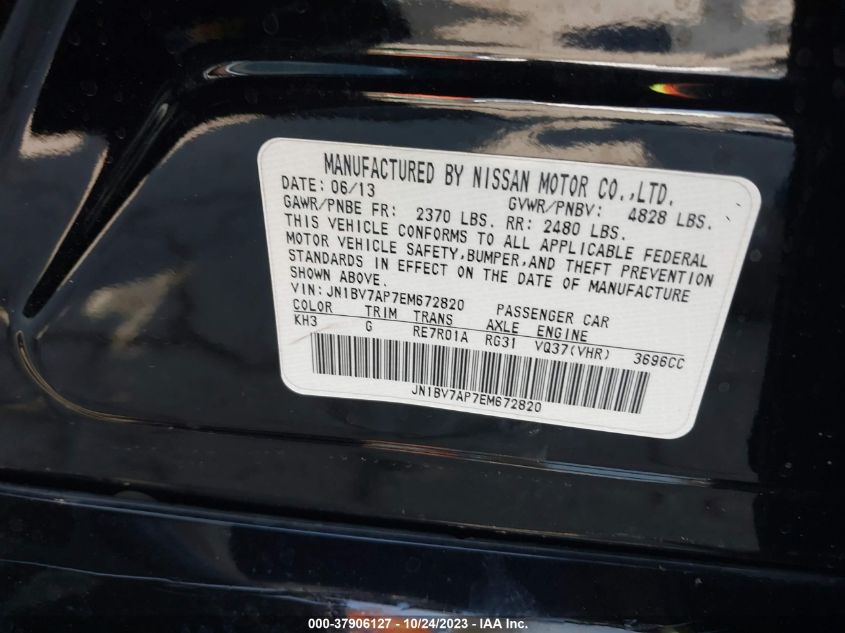 MANUFACTURED BY NISSAN MOTOR CO.,LTD.
DATE: 06/13 GVWR/PNBV: 4828 LBS.
GAWR/PNBE FR: 2370 LBS. RR: 2480 LBS.
THIS VEHICLE CONFORMS TO ALL APPLICABLE FEDERAL
MOTOR VEHICLE SAFETY,BUMPER,AND THEFT PREVENTION
STANDARDS IN EFFECT ON THE DATE OF MANUFACTURE
SHOWN ABOVE.
VIN:JN1BV7AP7EM672820 PASSENGER CAR
COLOR TRIM TRANS AXLE ENGINE
KH3 G RE7R01A RG31 VQ37(VHR) 3696CC
JN1BV7AP7EM672820
000-37906127 - 10/24/2023 - IAA Inc.